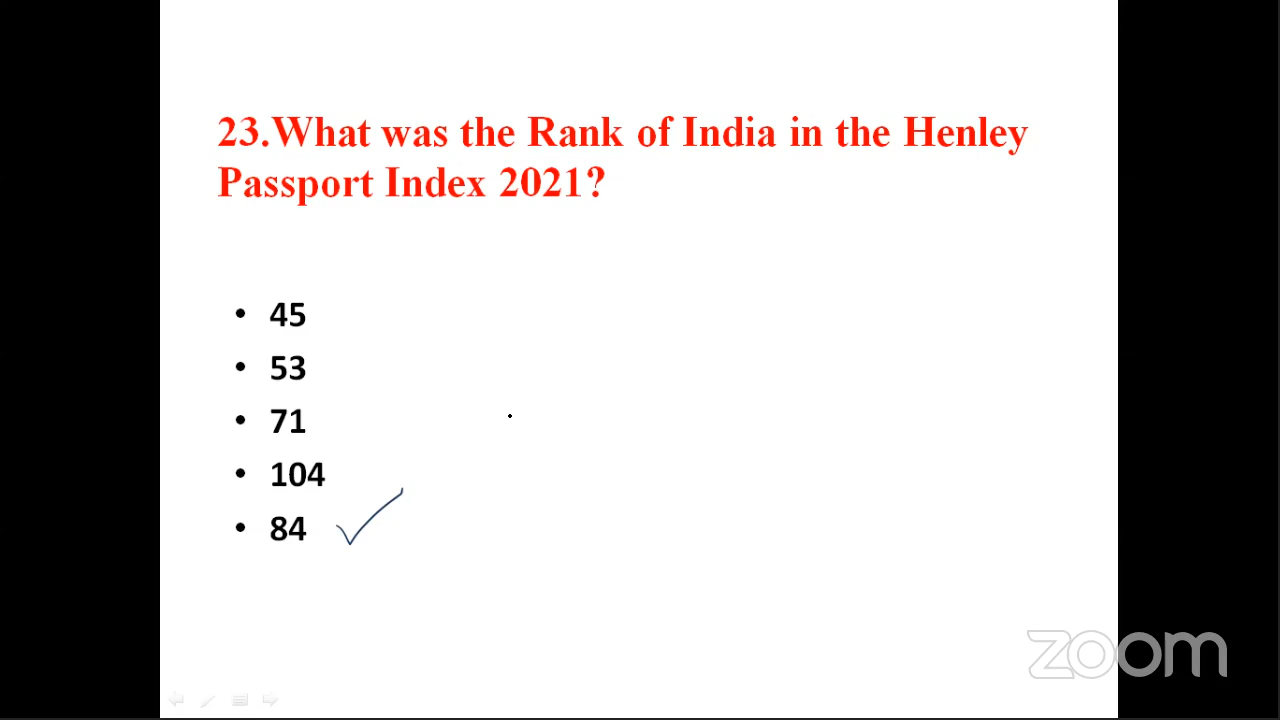 23.What was the Rank of India in the Henley
Passport Index 2021?
• 45
• 53
• 71
• 104
• 84
zoom